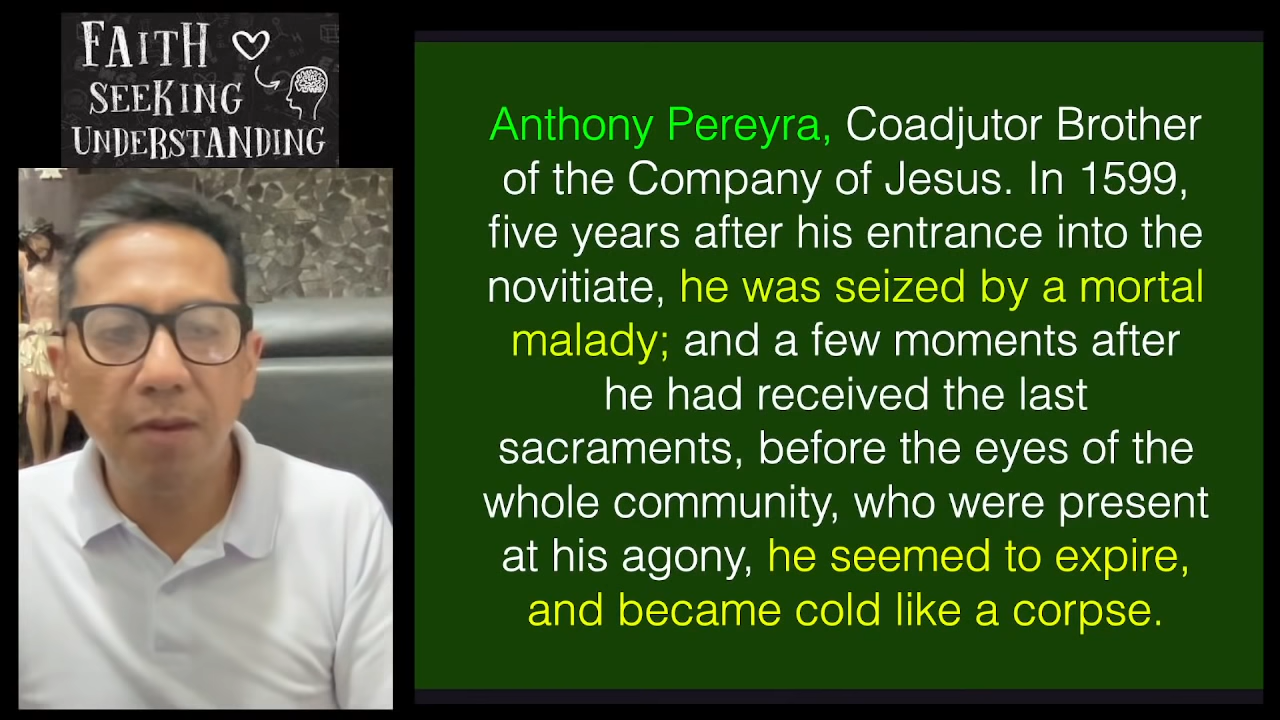 FAITH
SEEKING
UNDERSTANDING
Anthony Pereyra, Coadjutor Brother
of the Company of Jesus. In 1599,
five years after his entrance into the
novitiate, he was seized by a mortal
malady; and a few moments after
he had received the last
sacraments, before the eyes of the
whole community, who were present
at his agony, he seemed to expire,
and became cold like a corpse.